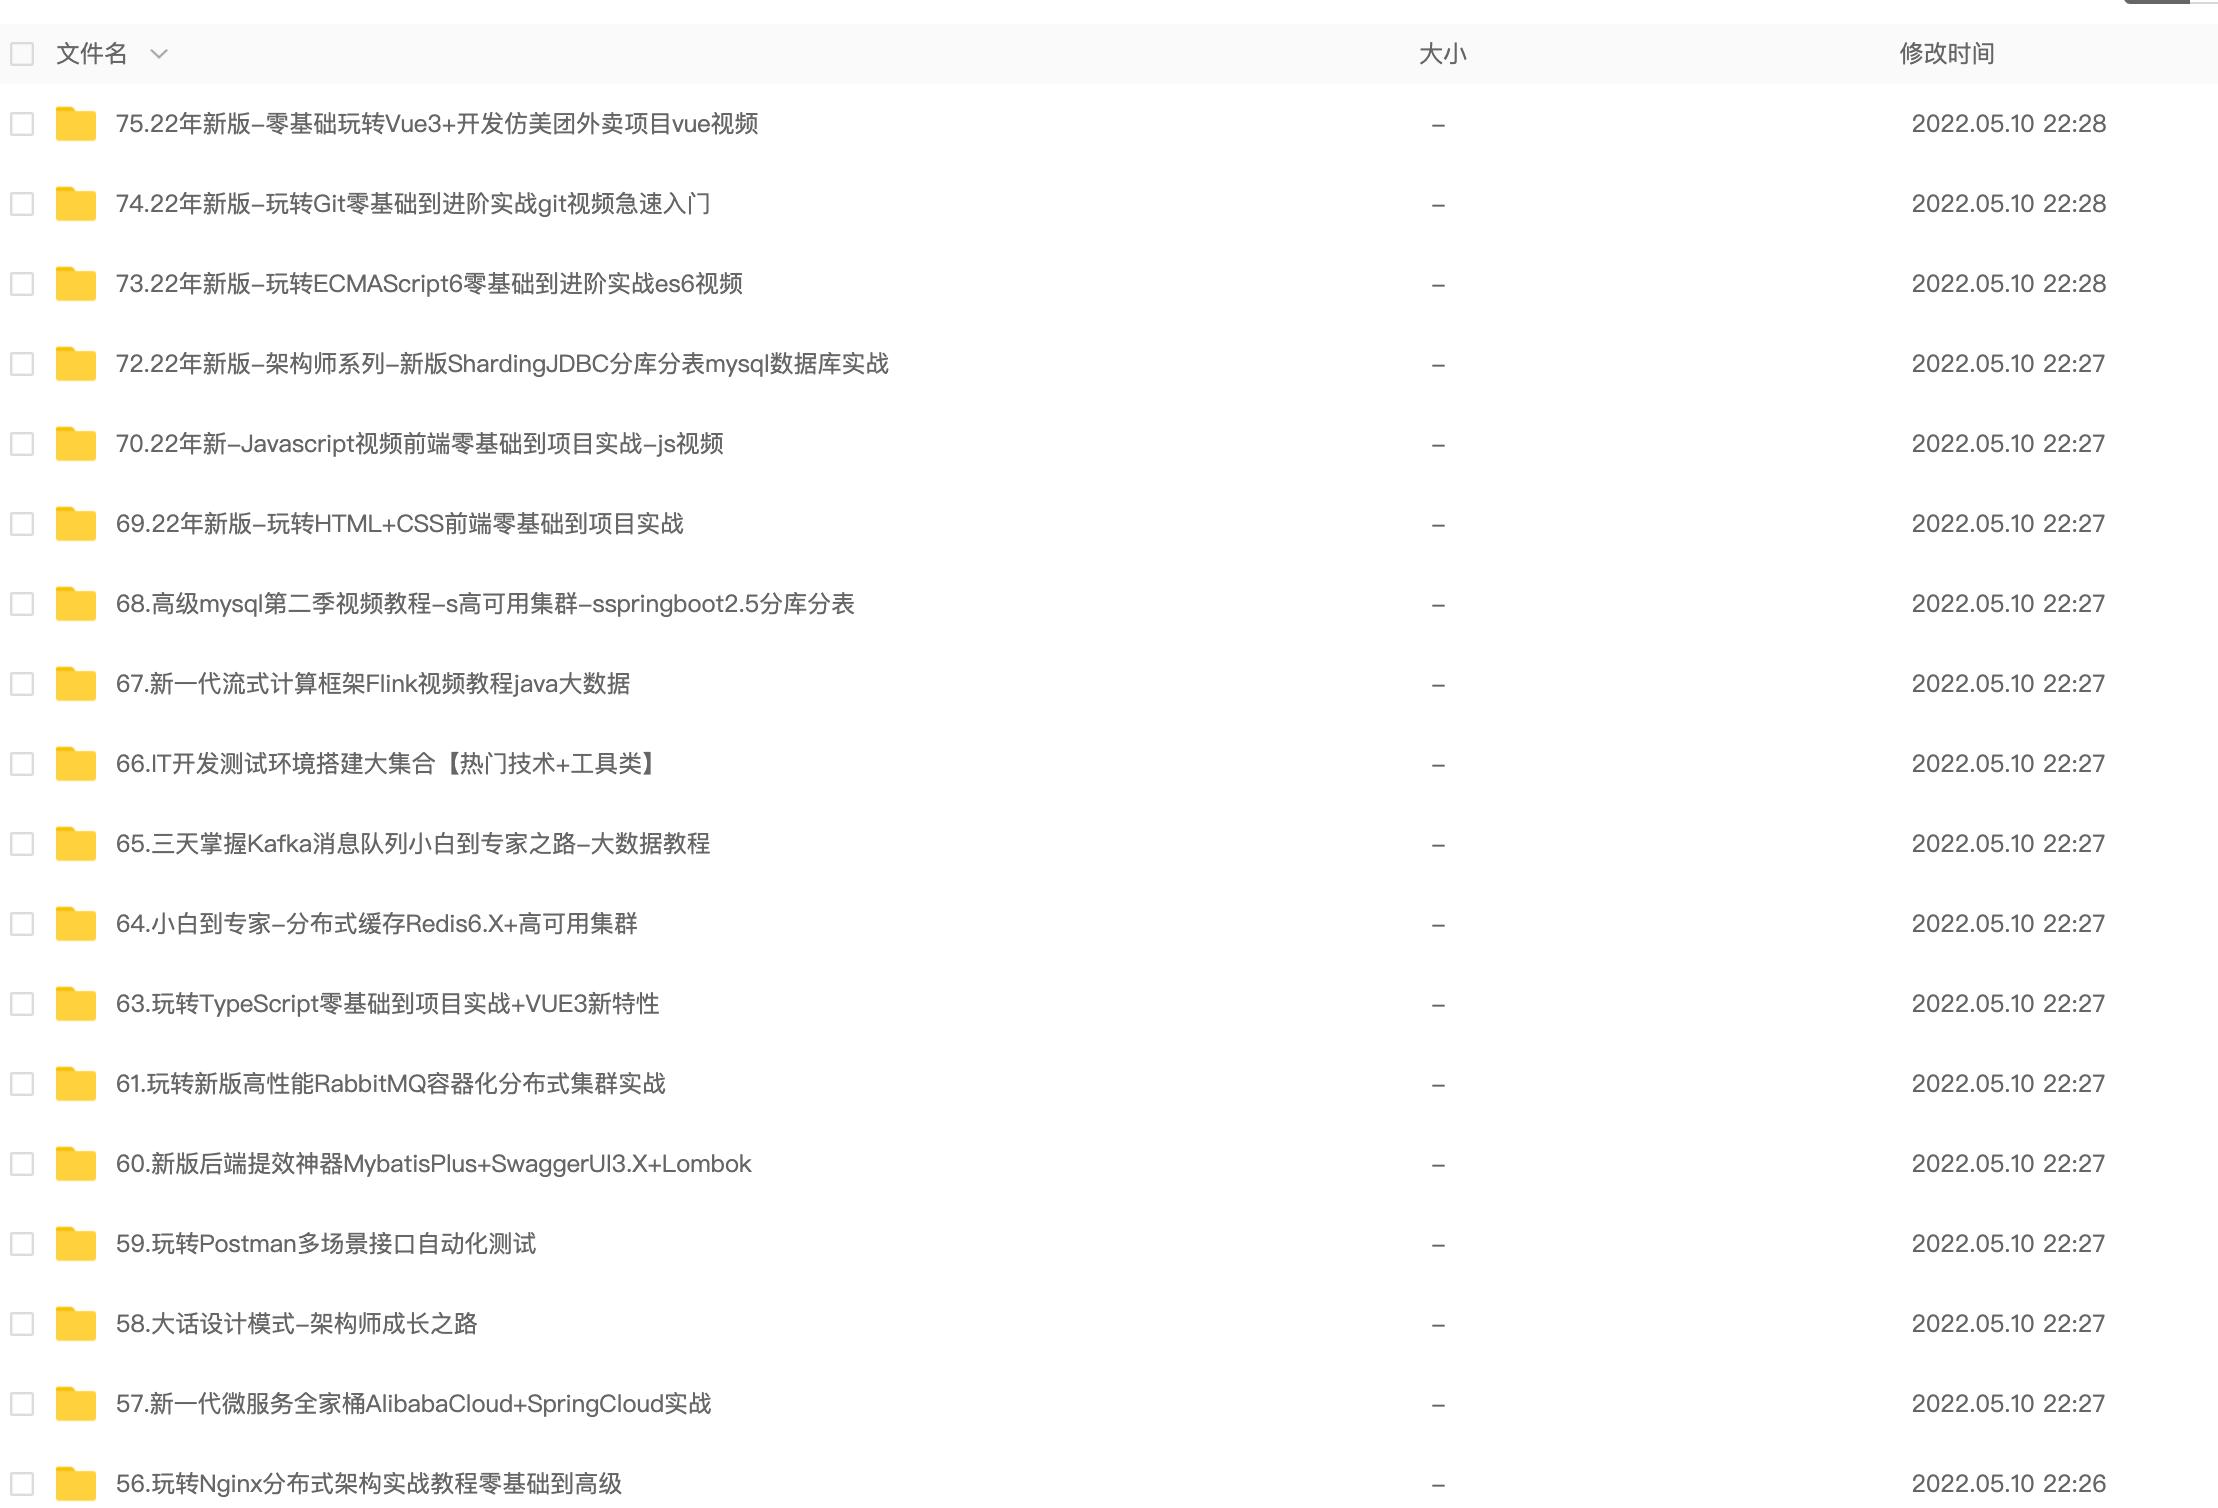 文件名 大小 修改时间
75.22年新版-零基础玩转Vue3+开发仿美团外卖项目vue视频 – 2022.05.10 22:28
74.22年新版-玩转Git零基础到进阶实战git视频急速入门 – 2022.05.10 22:28
73.22年新版-玩转ECMAScript6零基础到进阶实战es6视频 – 2022.05.10 22:28
72.22年新版-架构师系列-新版ShardingJDBC分库分表mysql数据库实战 – 2022.05.10 22:27
70.22年新-Javascript视频前端零基础到项目实战-js视频 – 2022.05.10 22:27
69.22年新版-玩转HTML+CSS前端零基础到项目实战 – 2022.05.10 22:27
68.高级mysql第二季视频教程-s高可用集群-sspringboot2.5分库分表 – 2022.05.10 22:27
67.新一代流式计算框架Flink视频教程java大数据 – 2022.05.10 22:27
66.IT开发测试环境搭建大集合【热门技术+工具类】 – 2022.05.10 22:27
65.三天掌握Kafka消息队列小白到专家之路-大数据教程 – 2022.05.10 22:27
64.小白到专家-分布式缓存Redis6.X+高可用集群 – 2022.05.10 22:27
63.玩转TypeScript零基础到项目实战+VUE3新特性 – 2022.05.10 22:27
61.玩转新版高性能RabbitMQ容器化分布式集群实战 – 2022.05.10 22:27
60.新版后端提效神器MybatisPlus+SwaggerUI3.X+Lombok – 2022.05.10 22:27
59.玩转Postman多场景接口自动化测试 – 2022.05.10 22:27
58.大话设计模式-架构师成长之路 – 2022.05.10 22:27
57.新一代微服务全家桶AlibabaCloud+SpringCloud实战 – 2022.05.10 22:27
56.玩转Nginx分布式架构实战教程零基础到高级 – 2022.05.10 22:26